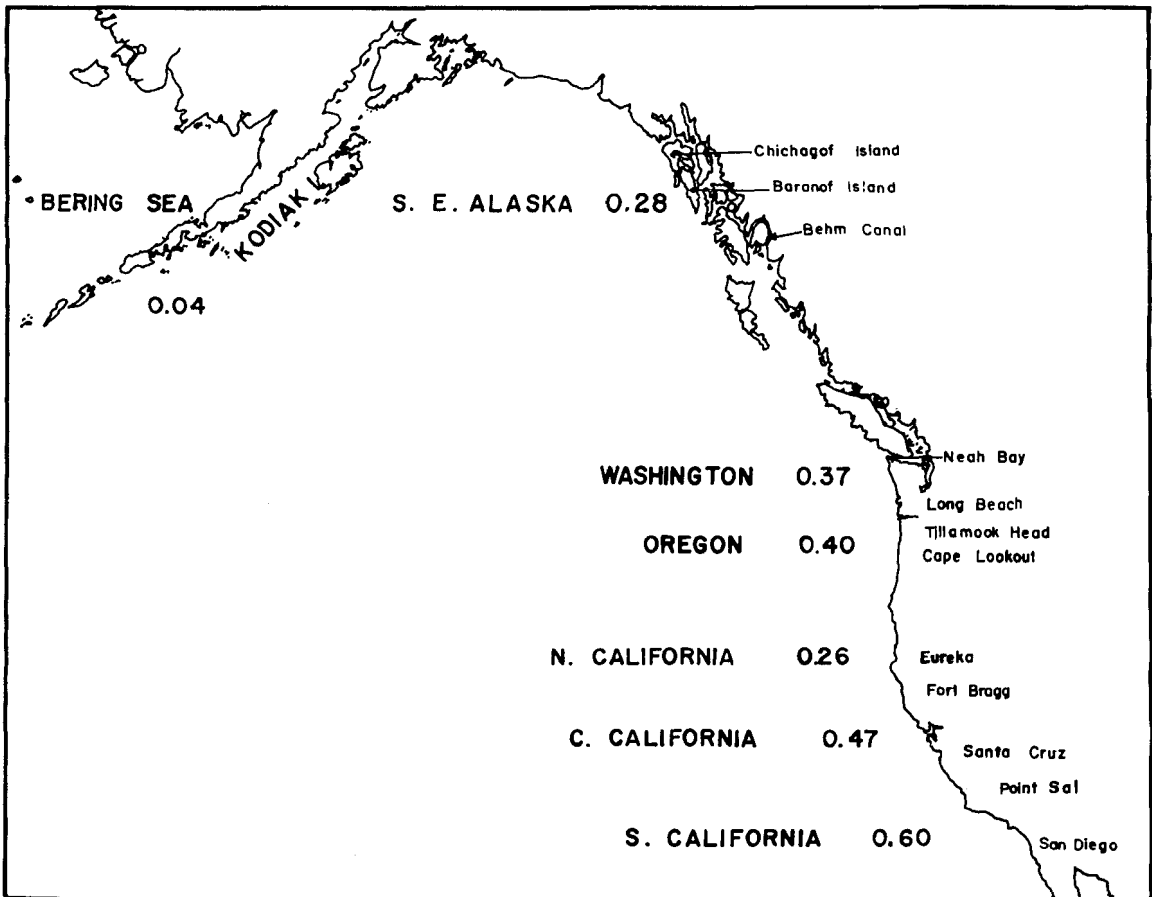 Chichagof Island
BERING SEA
KODIAK I.
S. E. ALASKA 0.28
Baranof Island
Behm Canal
0.04
Neah Bay
WASHINGTON 0.37
Long Beach
Tillamook Head
OREGON 0.40
Cape Lookout
N. CALIFORNIA 0.26
Eureka
Fort Bragg
C. CALIFORNIA 0.47
Santa Cruz
Point Sal
S. CALIFORNIA 0.60
San Diego